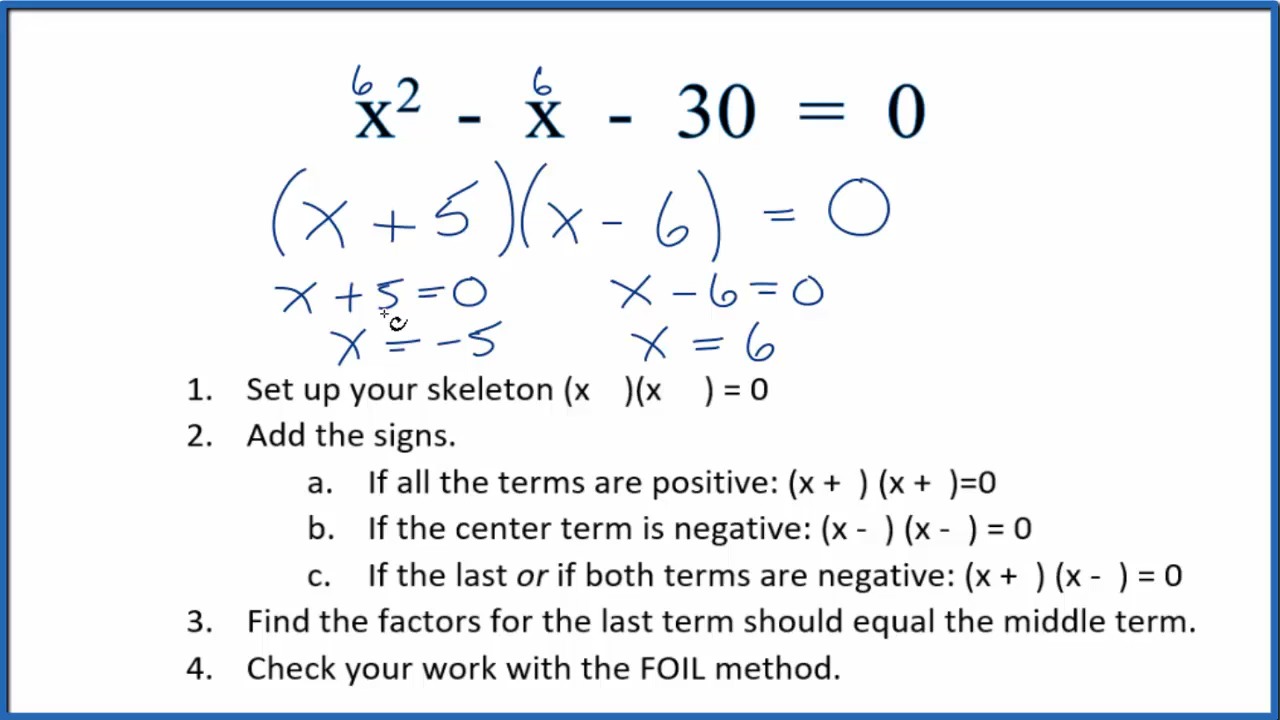 6 6
x² - x - 30 = 0
(x + 5)(x - 6) = 0
x + 5 = 0 x - 6 = 0
x = -5 x = 6
1. Set up your skeleton (x )(x ) = 0
2. Add the signs.
a. If all the terms are positive: (x + ) (x + )=0
b. If the center term is negative: (x - ) (x - ) = 0
c. If the last or if both terms are negative: (x + ) (x - ) = 0
3. Find the factors for the last term should equal the middle term.
4. Check your work with the FOIL method.